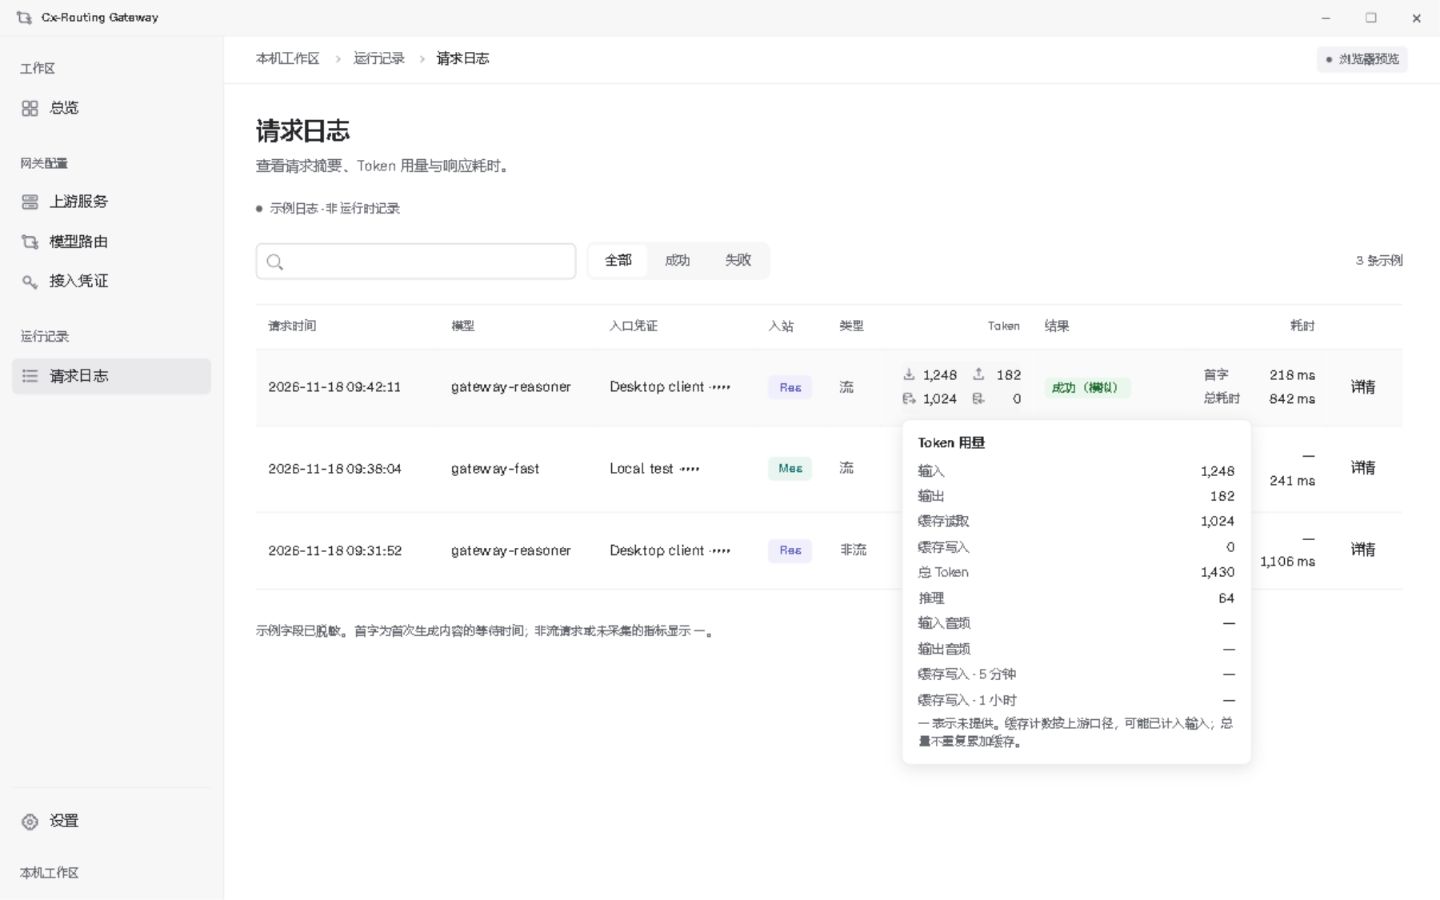 Cx-Routing Gateway
本机工作区 › 运行记录 › 请求日志
浏览器预览
工作区
总览
网关配置
上游服务
模型路由
接入凭证
运行记录
请求日志
设置
本机工作区
请求日志
查看请求摘要、Token 用量与响应耗时。
示例日志 · 非运行时记录
全部 成功 失败
3 条示例
请求时间 模型 入口凭证 入站 类型 Token 结果 耗时
2026-11-18 09:42:11 gateway-reasoner Desktop client ···· Res 流 1,248 182 1,024 0 成功（模拟） 首字 218 ms 总耗时 842 ms 详情
2026-11-18 09:38:04 gateway-fast Local test ···· Mes 流 — 241 ms 详情
2026-11-18 09:31:52 gateway-reasoner Desktop client ···· Res 非流 — 1,106 ms 详情
示例字段已脱敏。首字为首次生成内容的等待时间；非流请求或未采集的指标显示 —。
Token 用量
输入 1,248
输出 182
缓存读取 1,024
缓存写入 0
总 Token 1,430
推理 64
输入音频 —
输出音频 —
缓存写入 · 5 分钟 —
缓存写入 · 1 小时 —
— 表示未提供。缓存计数按上游口径，可能已计入输入；总
量不重复累加缓存。